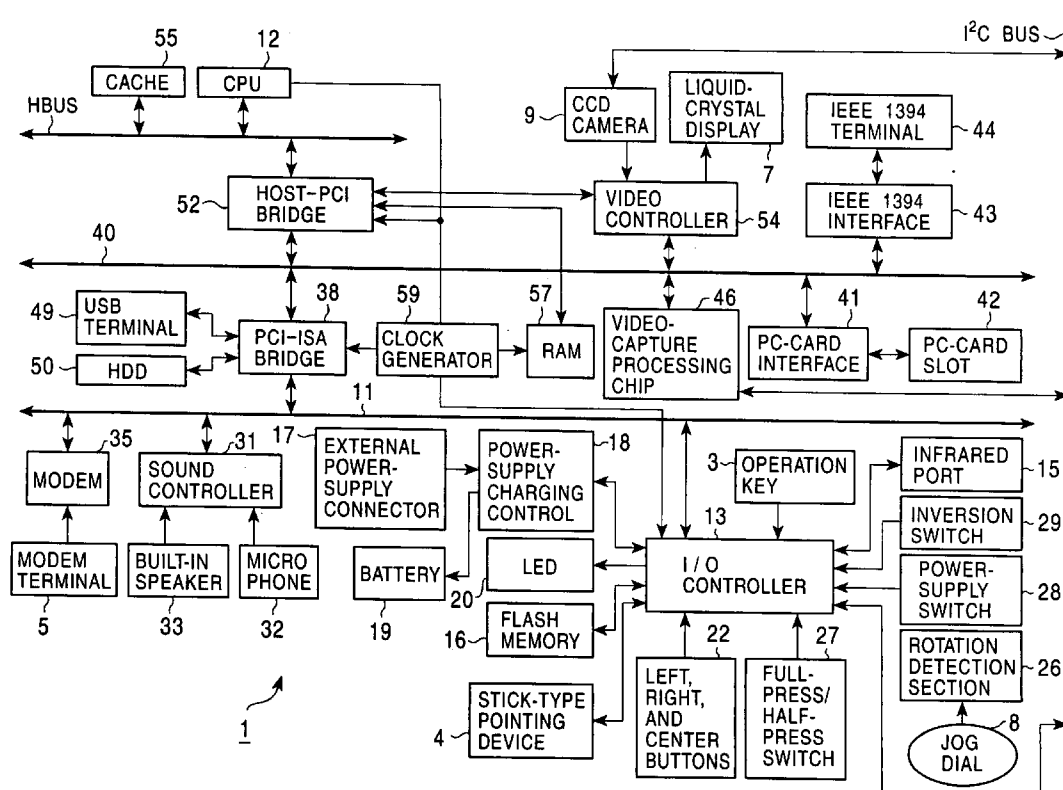 I²C BUS
55
12
CACHE
CPU
HBUS
9
CCD
CAMERA
LIQUID-
CRYSTAL
DISPLAY
7
IEEE 1394
TERMINAL
44
52
HOST-PCI
BRIDGE
VIDEO
CONTROLLER
54
IEEE 1394
INTERFACE
43
40
49
USB
TERMINAL
50
HDD
38
PCI-ISA
BRIDGE
59
CLOCK
GENERATOR
57
RAM
46
VIDEO-
CAPTURE
PROCESSING
CHIP
41
PC-CARD
INTERFACE
42
PC-CARD
SLOT
11
35
MODEM
31
SOUND
CONTROLLER
17
EXTERNAL
POWER-
SUPPLY
CONNECTOR
18
POWER-
SUPPLY
CHARGING
CONTROL
3
OPERATION
KEY
INFRARED
PORT
15
INVERSION
SWITCH
29
MODEM
TERMINAL
5
BUILT-IN
SPEAKER
33
MICRO
PHONE
32
BATTERY
19
LED
20
13
I/O
CONTROLLER
POWER-
SUPPLY
SWITCH
28
16
FLASH
MEMORY
22
LEFT,
RIGHT,
AND
CENTER
BUTTONS
27
FULL-
PRESS/
HALF-
PRESS
SWITCH
ROTATION
DETECTION
SECTION
26
1
4
STICK-TYPE
POINTING
DEVICE
8
JOG
DIAL